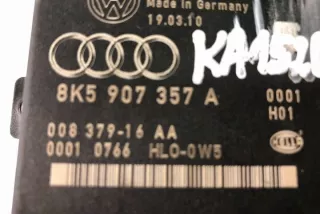 Made in
Germany
19.03.10
8K5 907 357 A 0001
H01
008 379-16 AA
0001 0766 HLO-0W5